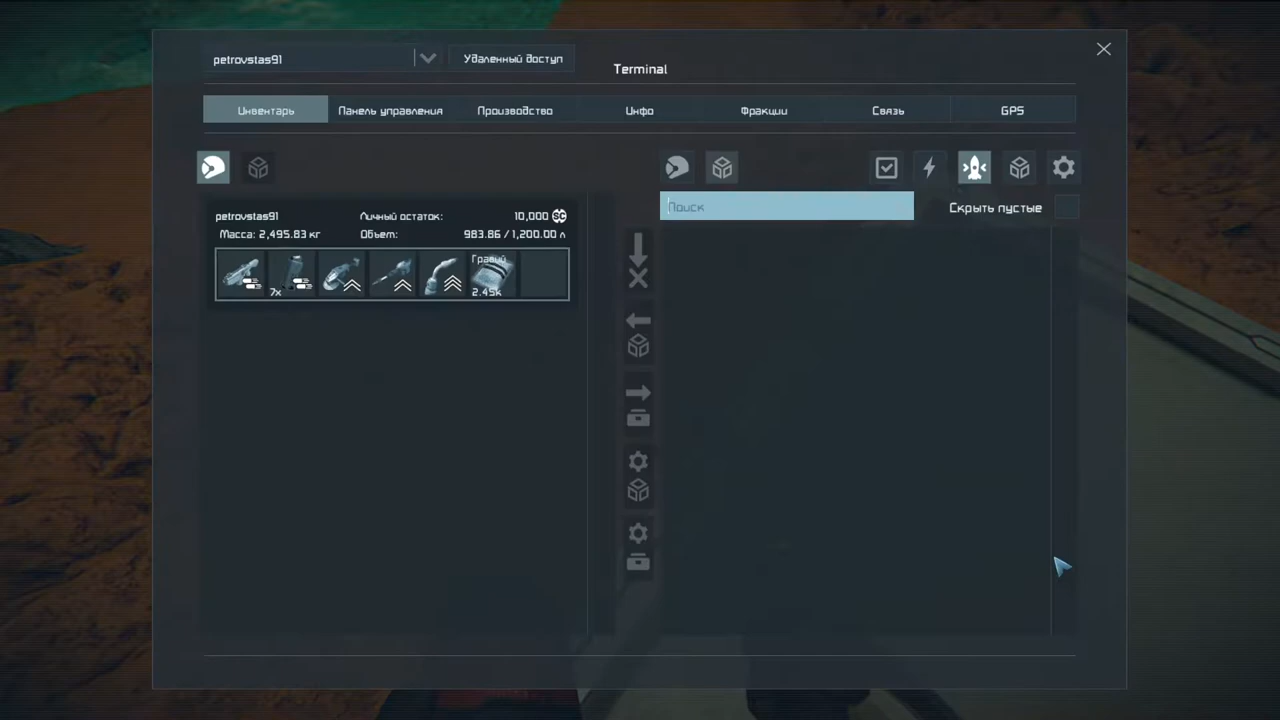 petrovstas91
Удаленный доступ
Terminal
Инвентарь
Панель управления
Производство
Инфо
Фракции
Связь
GPS
Поиск
Скрыть пустые
petrovstas91
Личный остаток:
10,000 SC
Масса: 2,495.83 кг
Объем:
983.86 / 1,200.00 л
Гравий
7x
2.45k